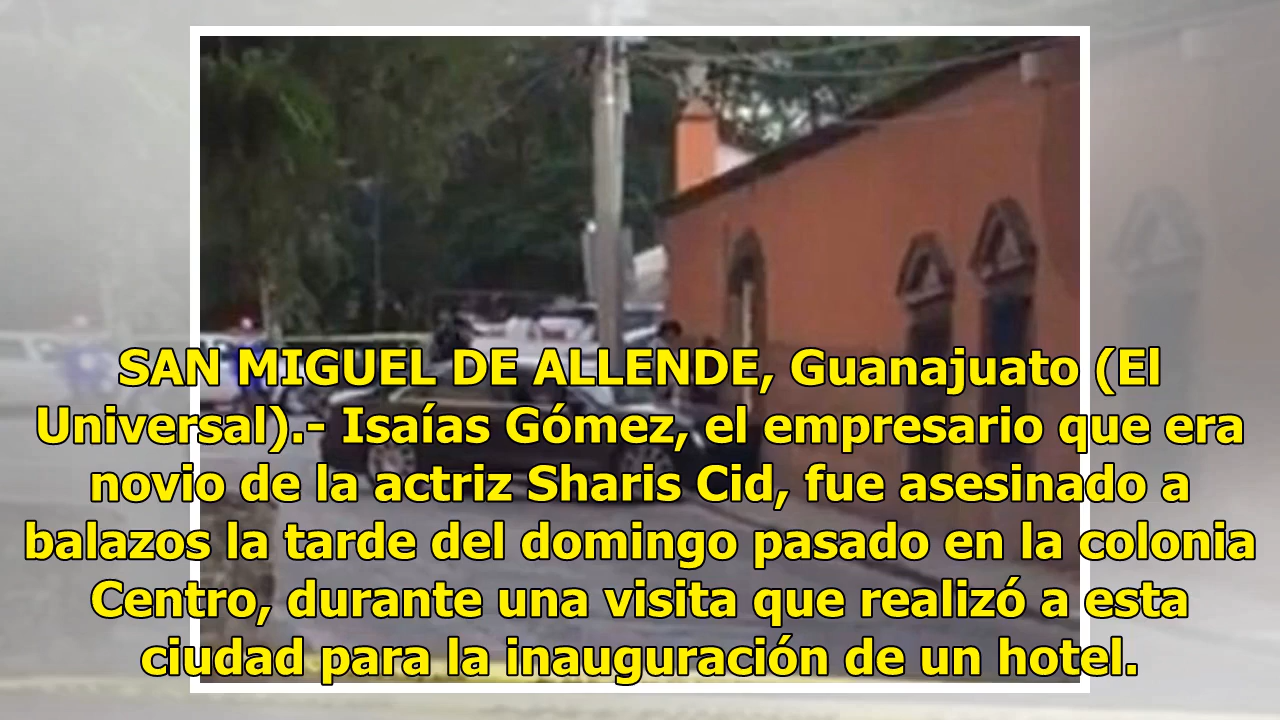 SAN MIGUEL DE ALLENDE, Guanajuato (El
Universal).- Isaías Gómez, el empresario que era
novio de la actriz Sharis Cid, fue asesinado a
balazos la tarde del domingo pasado en la colonia
Centro, durante una visita que realizó a esta
ciudad para la inauguración de un hotel.